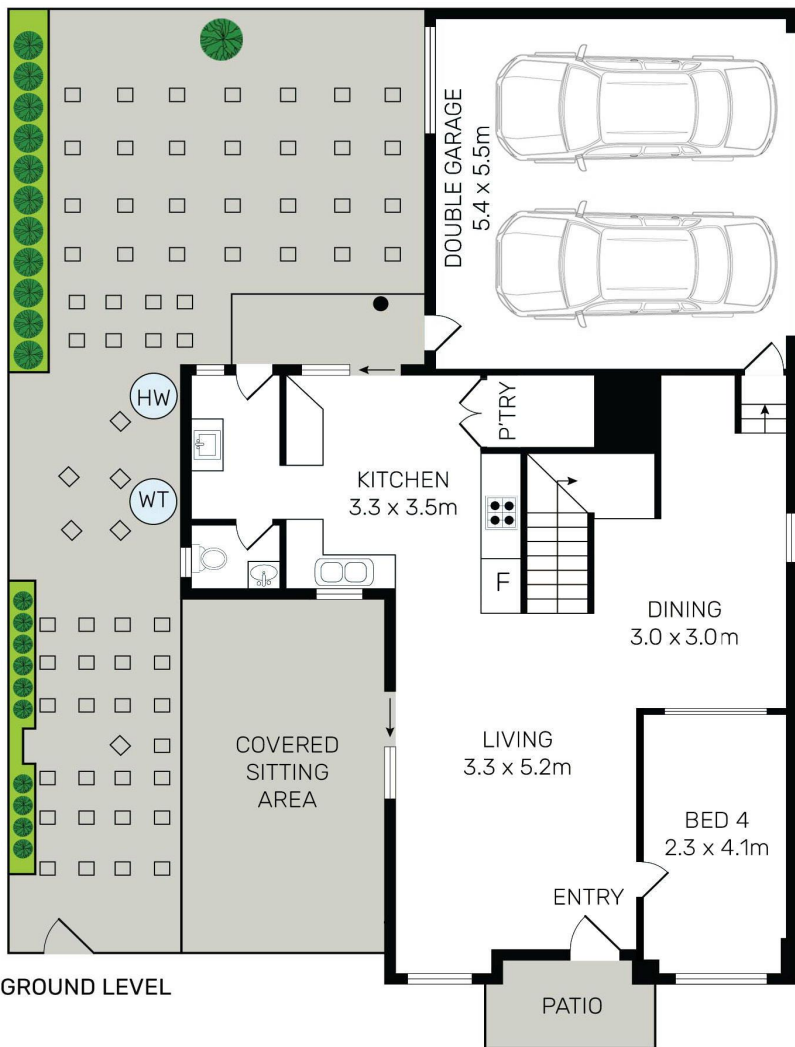 DOUBLE GARAGE
5.4 x 5.5m
HW
P'TRY
KITCHEN
3.3 x 3.5m
WT
F
DINING
3.0 x 3.0m
COVERED
SITTING
AREA
LIVING
3.3 x 5.2m
BED 4
2.3 x 4.1m
ENTRY
GROUND LEVEL
PATIO